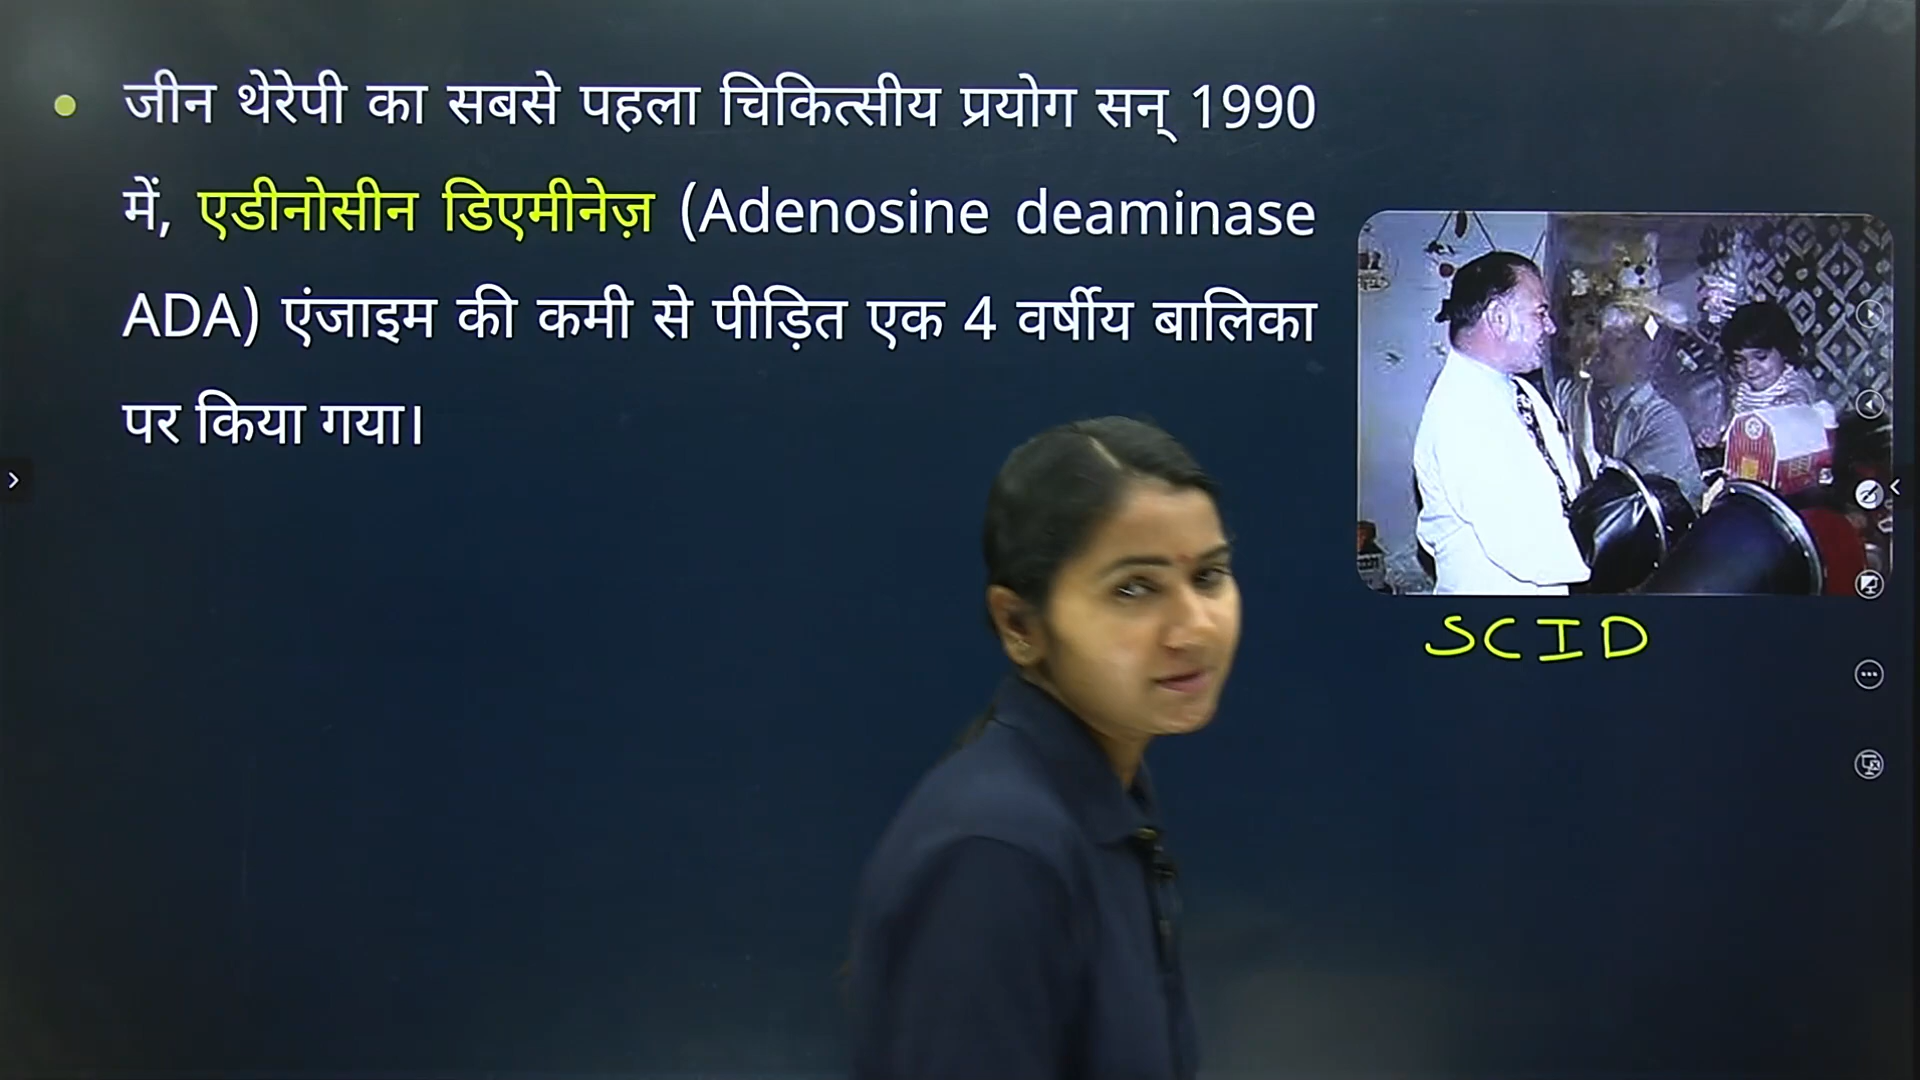 जीन थेरेपी का सबसे पहला चिकित्सीय प्रयोग सन् 1990
में, एडीनोसीन डिएमीनेज़ (Adenosine deaminase
ADA) एंजाइम की कमी से पीड़ित एक 4 वर्षीय बालिका
पर किया गया।
SCID